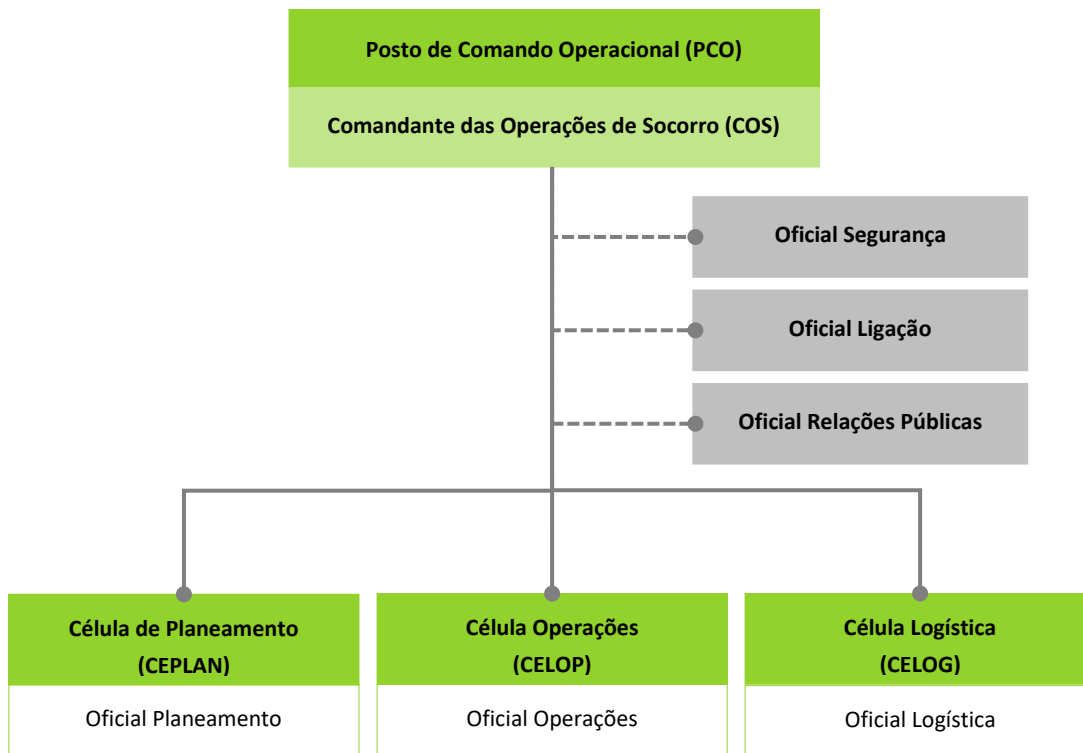 Posto de Comando Operacional (PCO)
Comandante das Operações de Socorro (COS)
Oficial Segurança
Oficial Ligação
Oficial Relações Públicas
Célula de Planeamento
(CEPLAN)
Oficial Planeamento
Célula Operações
(CELOP)
Oficial Operações
Célula Logística
(CELOG)
Oficial Logística